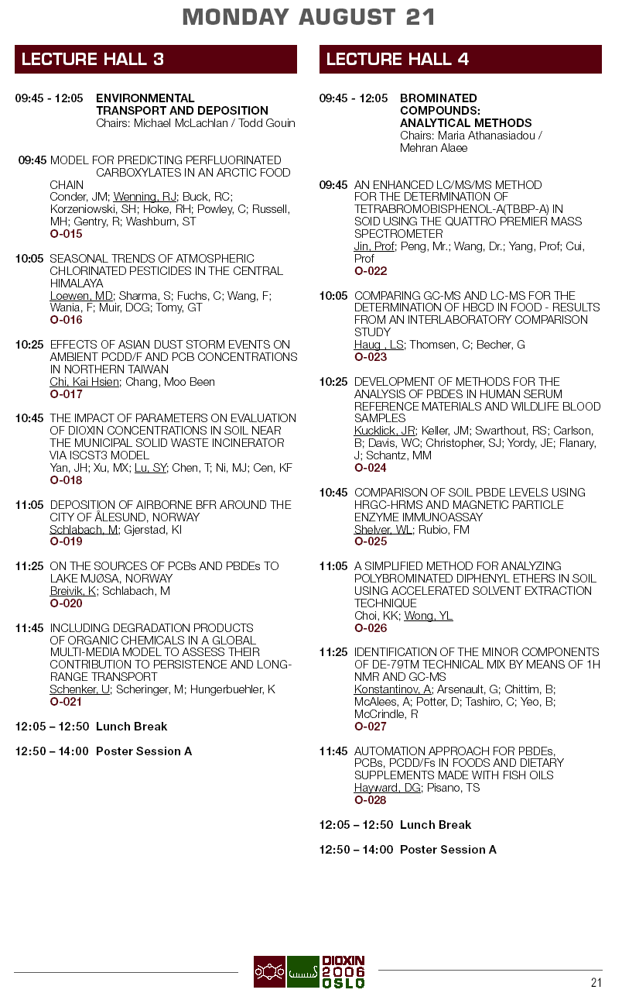 MONDAY AUGUST 21
LECTURE HALL 3
09:45 - 12:05 ENVIRONMENTAL
TRANSPORT AND DEPOSITION
Chairs: Michael McLachlan / Todd Gouin
09:45 MODEL FOR PREDICTING PERFLUORINATED
CARBOXYLATES IN AN ARCTIC FOOD
CHAIN
Conder, JM; Wenning, RJ; Buck, RC;
Korzeniowski, SH; Hoke, RH; Powley, C; Russell,
MH; Gentry, R; Washburn, ST
O-015
10:05 SEASONAL TRENDS OF ATMOSPHERIC
CHLORINATED PESTICIDES IN THE CENTRAL
HIMALAYA
Loewen, MD; Sharma, S; Fuchs, C; Wang, F;
Wania, F; Muir, DCG; Tomy, GT
O-016
10:25 EFFECTS OF ASIAN DUST STORM EVENTS ON
AMBIENT PCDD/F AND PCB CONCENTRATIONS
IN NORTHERN TAIWAN
Chi, Kai Hsien; Chang, Moo Been
O-017
10:45 THE IMPACT OF PARAMETERS ON EVALUATION
OF DIOXIN CONCENTRATIONS IN SOIL NEAR
THE MUNICIPAL SOLID WASTE INCINERATOR
VIA ISCST3 MODEL
Yan, JH; Xu, MX; Lu, SY; Chen, T; Ni, MJ; Cen, KF
O-018
11:05 DEPOSITION OF AIRBORNE BFR AROUND THE
CITY OF ÅLESUND, NORWAY
Schlabach, M; Gjerstad, KI
O-019
11:25 ON THE SOURCES OF PCBs AND PBDEs TO
LAKE MJØSA, NORWAY
Breivik, K; Schlabach, M
O-020
11:45 INCLUDING DEGRADATION PRODUCTS
OF ORGANIC CHEMICALS IN A GLOBAL
MULTI-MEDIA MODEL TO ASSESS THEIR
CONTRIBUTION TO PERSISTENCE AND LONG-
RANGE TRANSPORT
Schenker, U; Scheringer, M; Hungerbuehler, K
O-021
12:05 – 12:50 Lunch Break
12:50 – 14:00 Poster Session A
LECTURE HALL 4
09:45 - 12:05 BROMINATED
COMPOUNDS:
ANALYTICAL METHODS
Chairs: Maria Athanasiadou /
Mehran Alaee
09:45 AN ENHANCED LC/MS/MS METHOD
FOR THE DETERMINATION OF
TETRABROMOBISPHENOL-A(TBBP-A) IN
SOID USING THE QUATTRO PREMIER MASS
SPECTROMETER
Jin, Prof; Peng, Mr.; Wang, Dr.; Yang, Prof; Cui,
Prof
O-022
10:05 COMPARING GC-MS AND LC-MS FOR THE
DETERMINATION OF HBCD IN FOOD - RESULTS
FROM AN INTERLABORATORY COMPARISON
STUDY
Haug , LS; Thomsen, C; Becher, G
O-023
10:25 DEVELOPMENT OF METHODS FOR THE
ANALYSIS OF PBDES IN HUMAN SERUM
REFERENCE MATERIALS AND WILDLIFE BLOOD
SAMPLES
Kucklick, JR; Keller, JM; Swarthout, RS; Carlson,
B; Davis, WC; Christopher, SJ; Yordy, JE; Flanary,
J; Schantz, MM
O-024
10:45 COMPARISON OF SOIL PBDE LEVELS USING
HRGC-HRMS AND MAGNETIC PARTICLE
ENZYME IMMUNOASSAY
Shelver, WL; Rubio, FM
O-025
11:05 A SIMPLIFIED METHOD FOR ANALYZING
POLYBROMINATED DIPHENYL ETHERS IN SOIL
USING ACCELERATED SOLVENT EXTRACTION
TECHNIQUE
Choi, KK; Wong, YL
O-026
11:25 IDENTIFICATION OF THE MINOR COMPONENTS
OF DE-79TM TECHNICAL MIX BY MEANS OF 1H
NMR AND GC-MS
Konstantinov, A; Arsenault, G; Chittim, B;
McAlees, A; Potter, D; Tashiro, C; Yeo, B;
McCrindle, R
O-027
11:45 AUTOMATION APPROACH FOR PBDEs,
PCBs, PCDD/Fs IN FOODS AND DIETARY
SUPPLEMENTS MADE WITH FISH OILS
Hayward, DG; Pisano, TS
O-028
12:05 – 12:50 Lunch Break
12:50 – 14:00 Poster Session A
DIOXIN
2006
OSLO
21